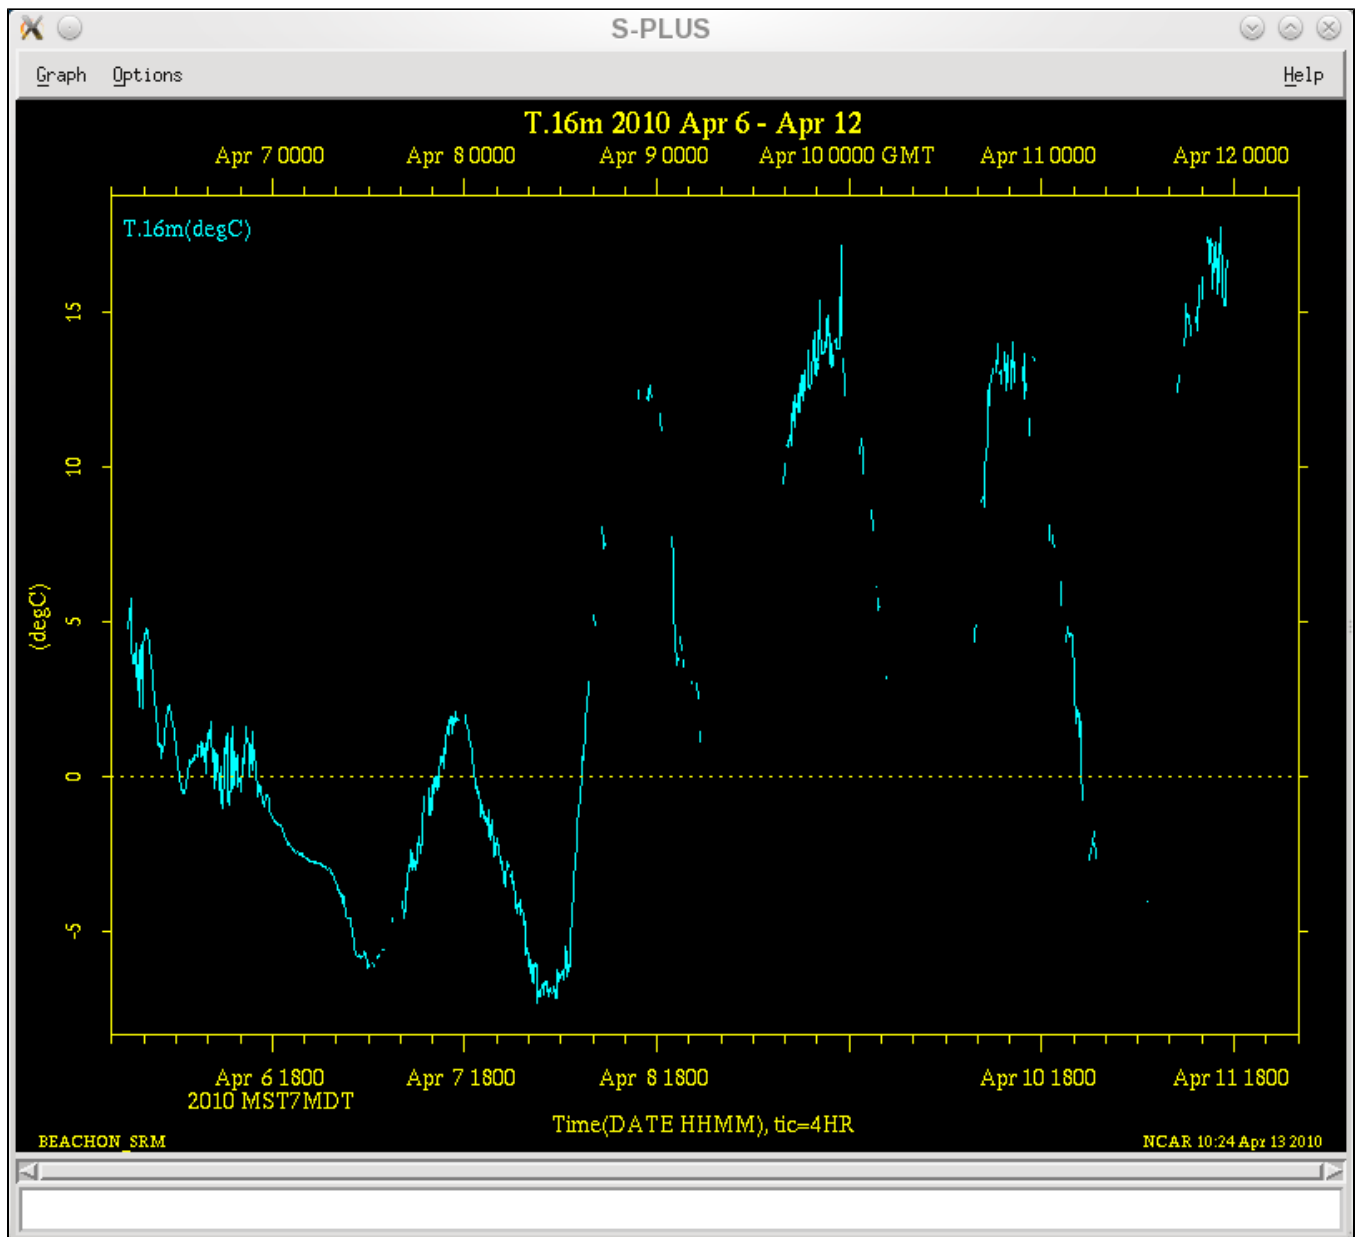 S-PLUS
Graph Options Help
T.16m 2010 Apr 6 - Apr 12
Apr 7 0000 Apr 8 0000 Apr 9 0000 Apr 10 0000 GMT Apr 11 0000 Apr 12 0000
T.16m(degC)
15
10
5
0
-5
(degC)
Apr 6 1800 Apr 7 1800 Apr 8 1800 Apr 10 1800 Apr 11 1800
2010 MST7MDT
Time(DATE HHMM), tic=4HR
BEACHON_SRM NCAR 10:24 Apr 13 2010